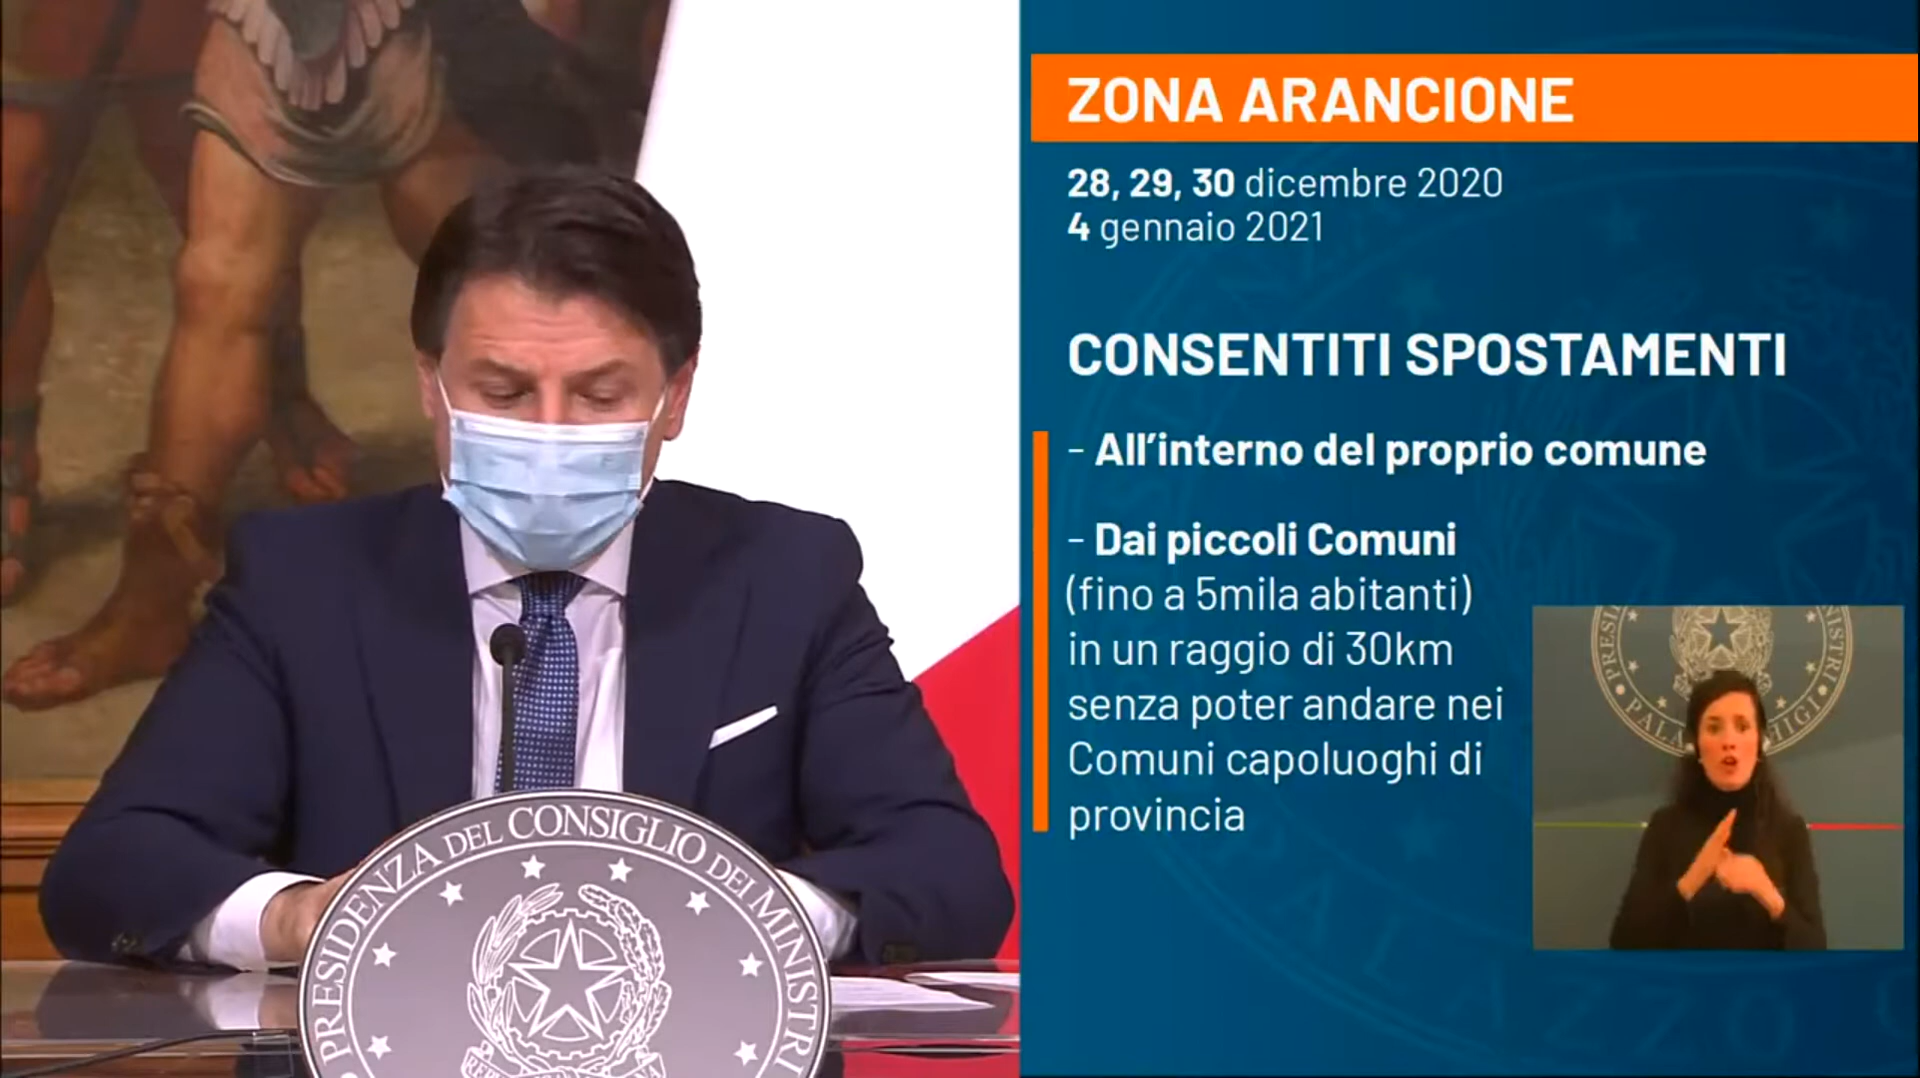 ZONA ARANCIONE
28, 29, 30 dicembre 2020
4 gennaio 2021
CONSENTITI SPOSTAMENTI
- All’interno del proprio comune
- Dai piccoli Comuni
(fino a 5mila abitanti)
in un raggio di 30km
senza poter andare nei
Comuni capoluoghi di
provincia
PRESIDENZA DEL CONSIGLIO DEI MINISTRI